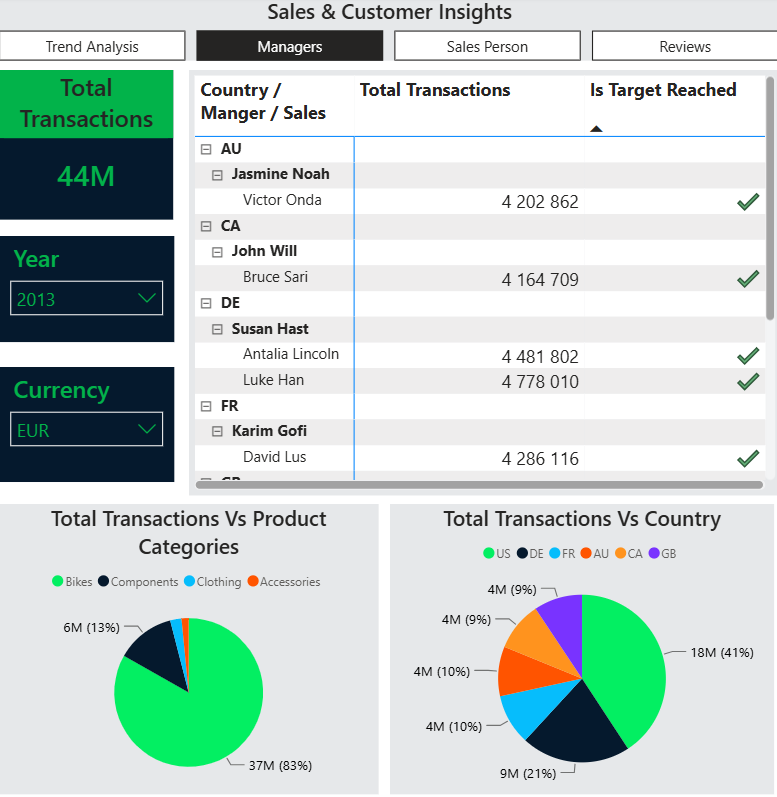 Sales & Customer Insights
Trend Analysis
Managers
Sales Person
Reviews
Total
Transactions
44M
Year
2013
Currency
EUR
Country /
Manger / Sales
Total Transactions
Is Target Reached
AU
Jasmine Noah
Victor Onda
4 202 862
CA
John Will
Bruce Sari
4 164 709
DE
Susan Hast
Antalia Lincoln
4 481 802
Luke Han
4 778 010
FR
Karim Gofi
David Lus
4 286 116
Total Transactions Vs Product
Categories
Bikes Components Clothing Accessories
6M (13%)
37M (83%)
Total Transactions Vs Country
US DE FR AU CA GB
4M (9%)
4M (9%)
4M (10%)
4M (10%)
9M (21%)
18M (41%)